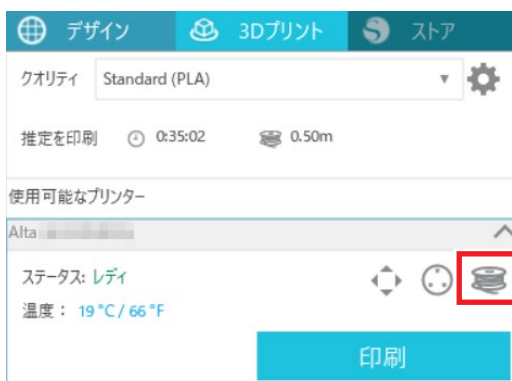 デザイン 3Dプリント ストア
クオリティ Standard (PLA)
推定を印刷 0:35:02 0.50m
使用可能なプリンター
Alta
ステータス: レディ
温度： 19 °C / 66 °F
印刷